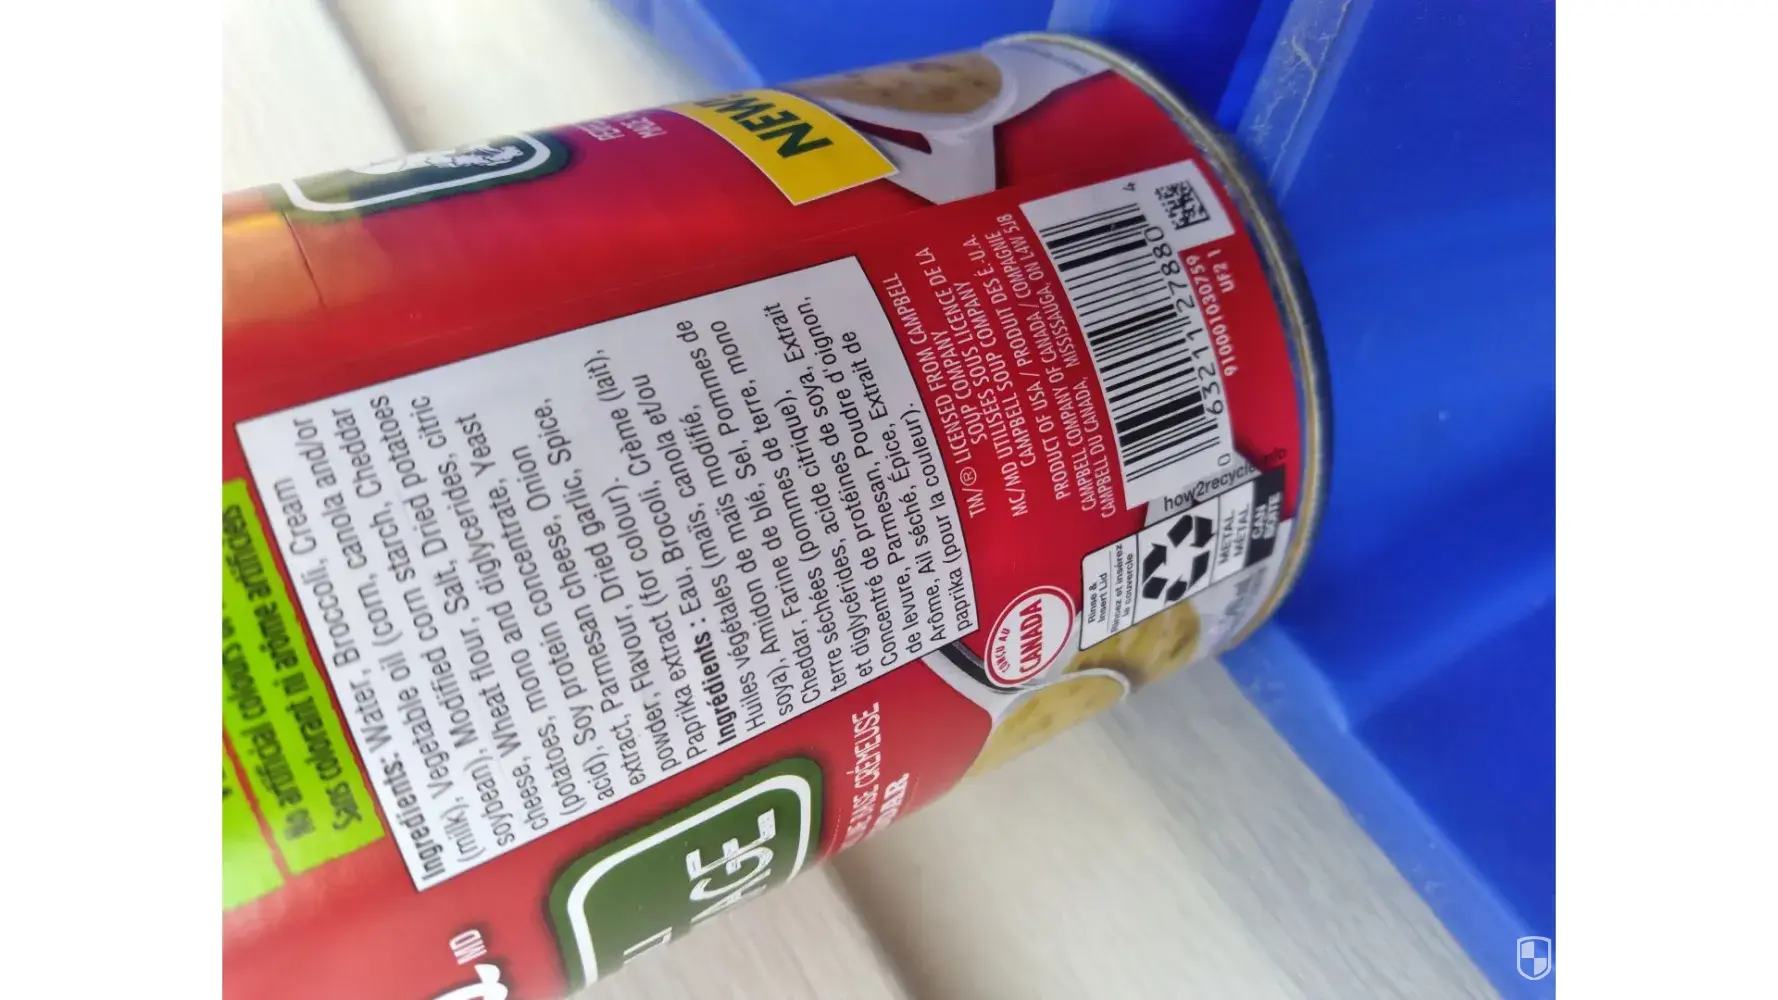 NEW
No artificial colours
Sans colorant ni arôme artificiels
Ingredients: Water, Broccoli, Cream
(milk), Vegetable oil (corn, canola and/or
soybean), Modified corn starch, Cheddar
cheese, Wheat flour, Salt, Dried potatoes
(potatoes, mono and diglycerides, citric
acid), Soy protein concentrate, Yeast
extract, Parmesan cheese, Onion
powder, Flavour, Dried garlic, Spice,
Paprika extract (for colour).
Ingrédients : Eau, Brocoli, Crème (lait),
Huiles végétales (maïs, canola et/ou
soya), Amidon de maïs modifié,
Cheddar, Farine de blé, Sel, Pommes de
terre séchées (pommes de terre, mono
et diglycérides, acide citrique), Extrait
Concentré de protéines de soya, Extrait
de levure, Parmesan, Poudre d'oignon,
Arôme, Ail séché, Épice, Extrait de
paprika (pour la couleur).
TM/® LICENSED FROM CAMPBELL
SOUP COMPANY
MC/MD UTILISÉES SOUS LICENCE DE LA
CAMPBELL SOUP COMPANY
PRODUCT OF USA / PRODUIT DES É.-U.A.
CAMPBELL COMPANY OF CANADA / COMPAGNIE
CAMPBELL DU CANADA, MISSISSAUGA, ON L4W 5J8
0 63211 27880 4
910001030759
UF2 1
how2recycle.info
Rinse &
Insert Lid
Rincez et insérez
le couvercle
METAL
MÉTAL
CAN
BOÎTE
CONÇU AU
CANADA
MD
CRÉMEUSE